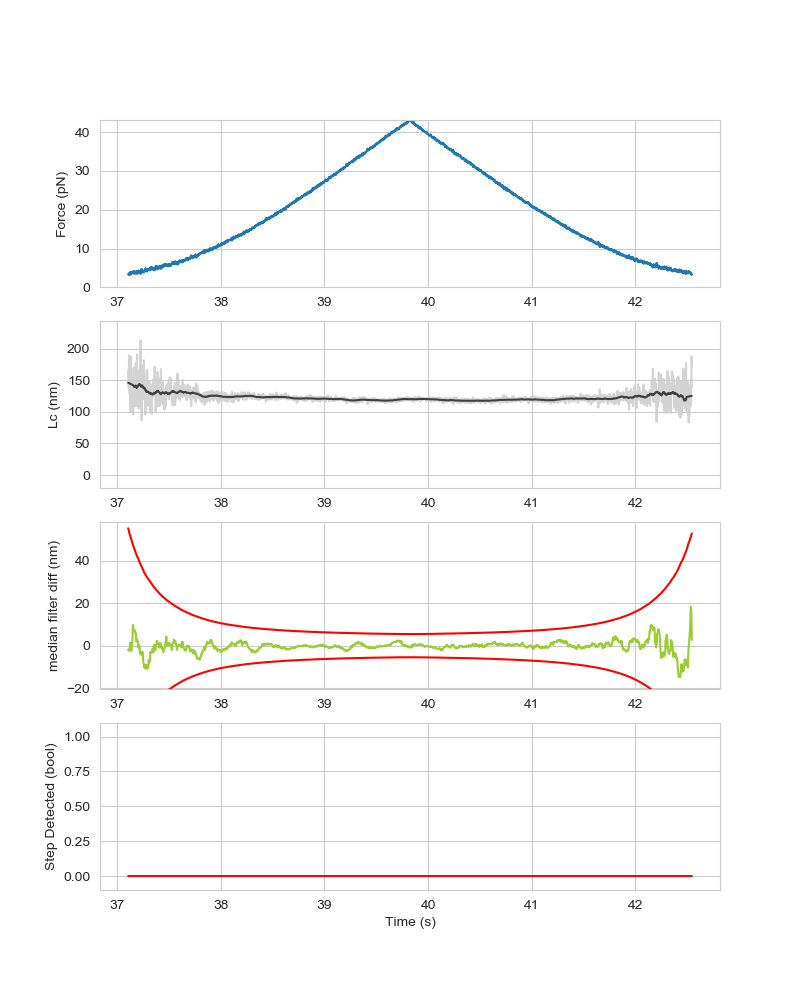 Force (pN)
40
30
20
10
0
37 38 39 40 41 42
Lc (nm)
200
150
100
50
0
37 38 39 40 41 42
median filter diff (nm)
40
20
0
−20
37 38 39 40 41 42
Step Detected (bool)
1.00
0.75
0.50
0.25
0.00
37 38 39 40 41 42
Time (s)